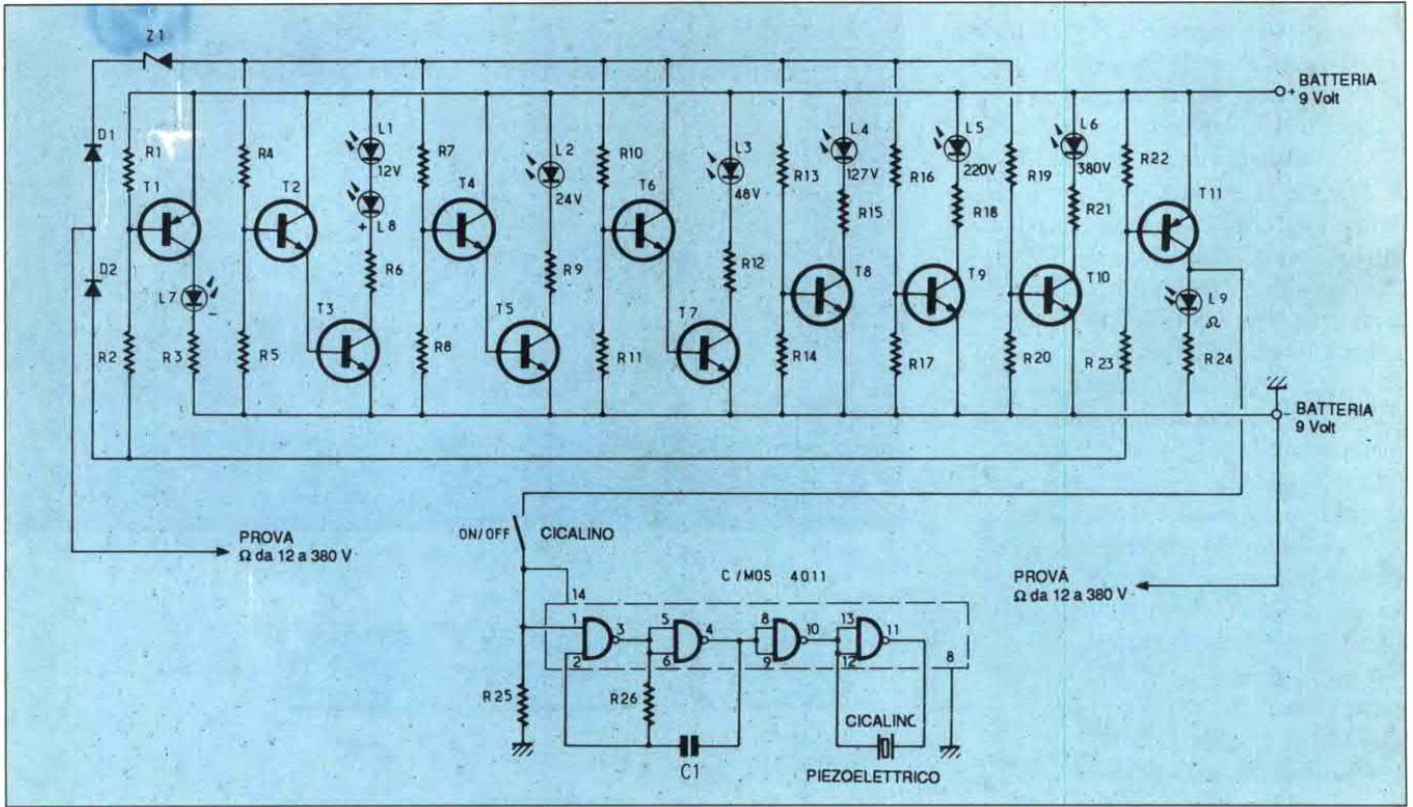 Z1
+ BATTERIA
9 Volt
D1
R1
T1
R4
T2
L1
12V
L8
+
R6
R7
T4
L2
24V
R9
R10
T6
L3
48V
R12
R13
L4
127V
R15
R16
L5
220V
R18
R19
L6
380V
R21
R22
T11
D2
L7
-
R2
R3
R5
T3
R8
T5
R11
T7
R14
T8
R17
T9
R20
T10
R23
L9
Ω
R24
- BATTERIA
9 Volt
PROVA
Ω da 12 a 380 V
ON/OFF CICALINO
C/MOS 4011
PROVA
Ω da 12 a 380 V
14
1
2
3
5
6
4
8
9
10
13
12
11
8
R25
R26
C1
CICALINO
PIEZOELETTRICO